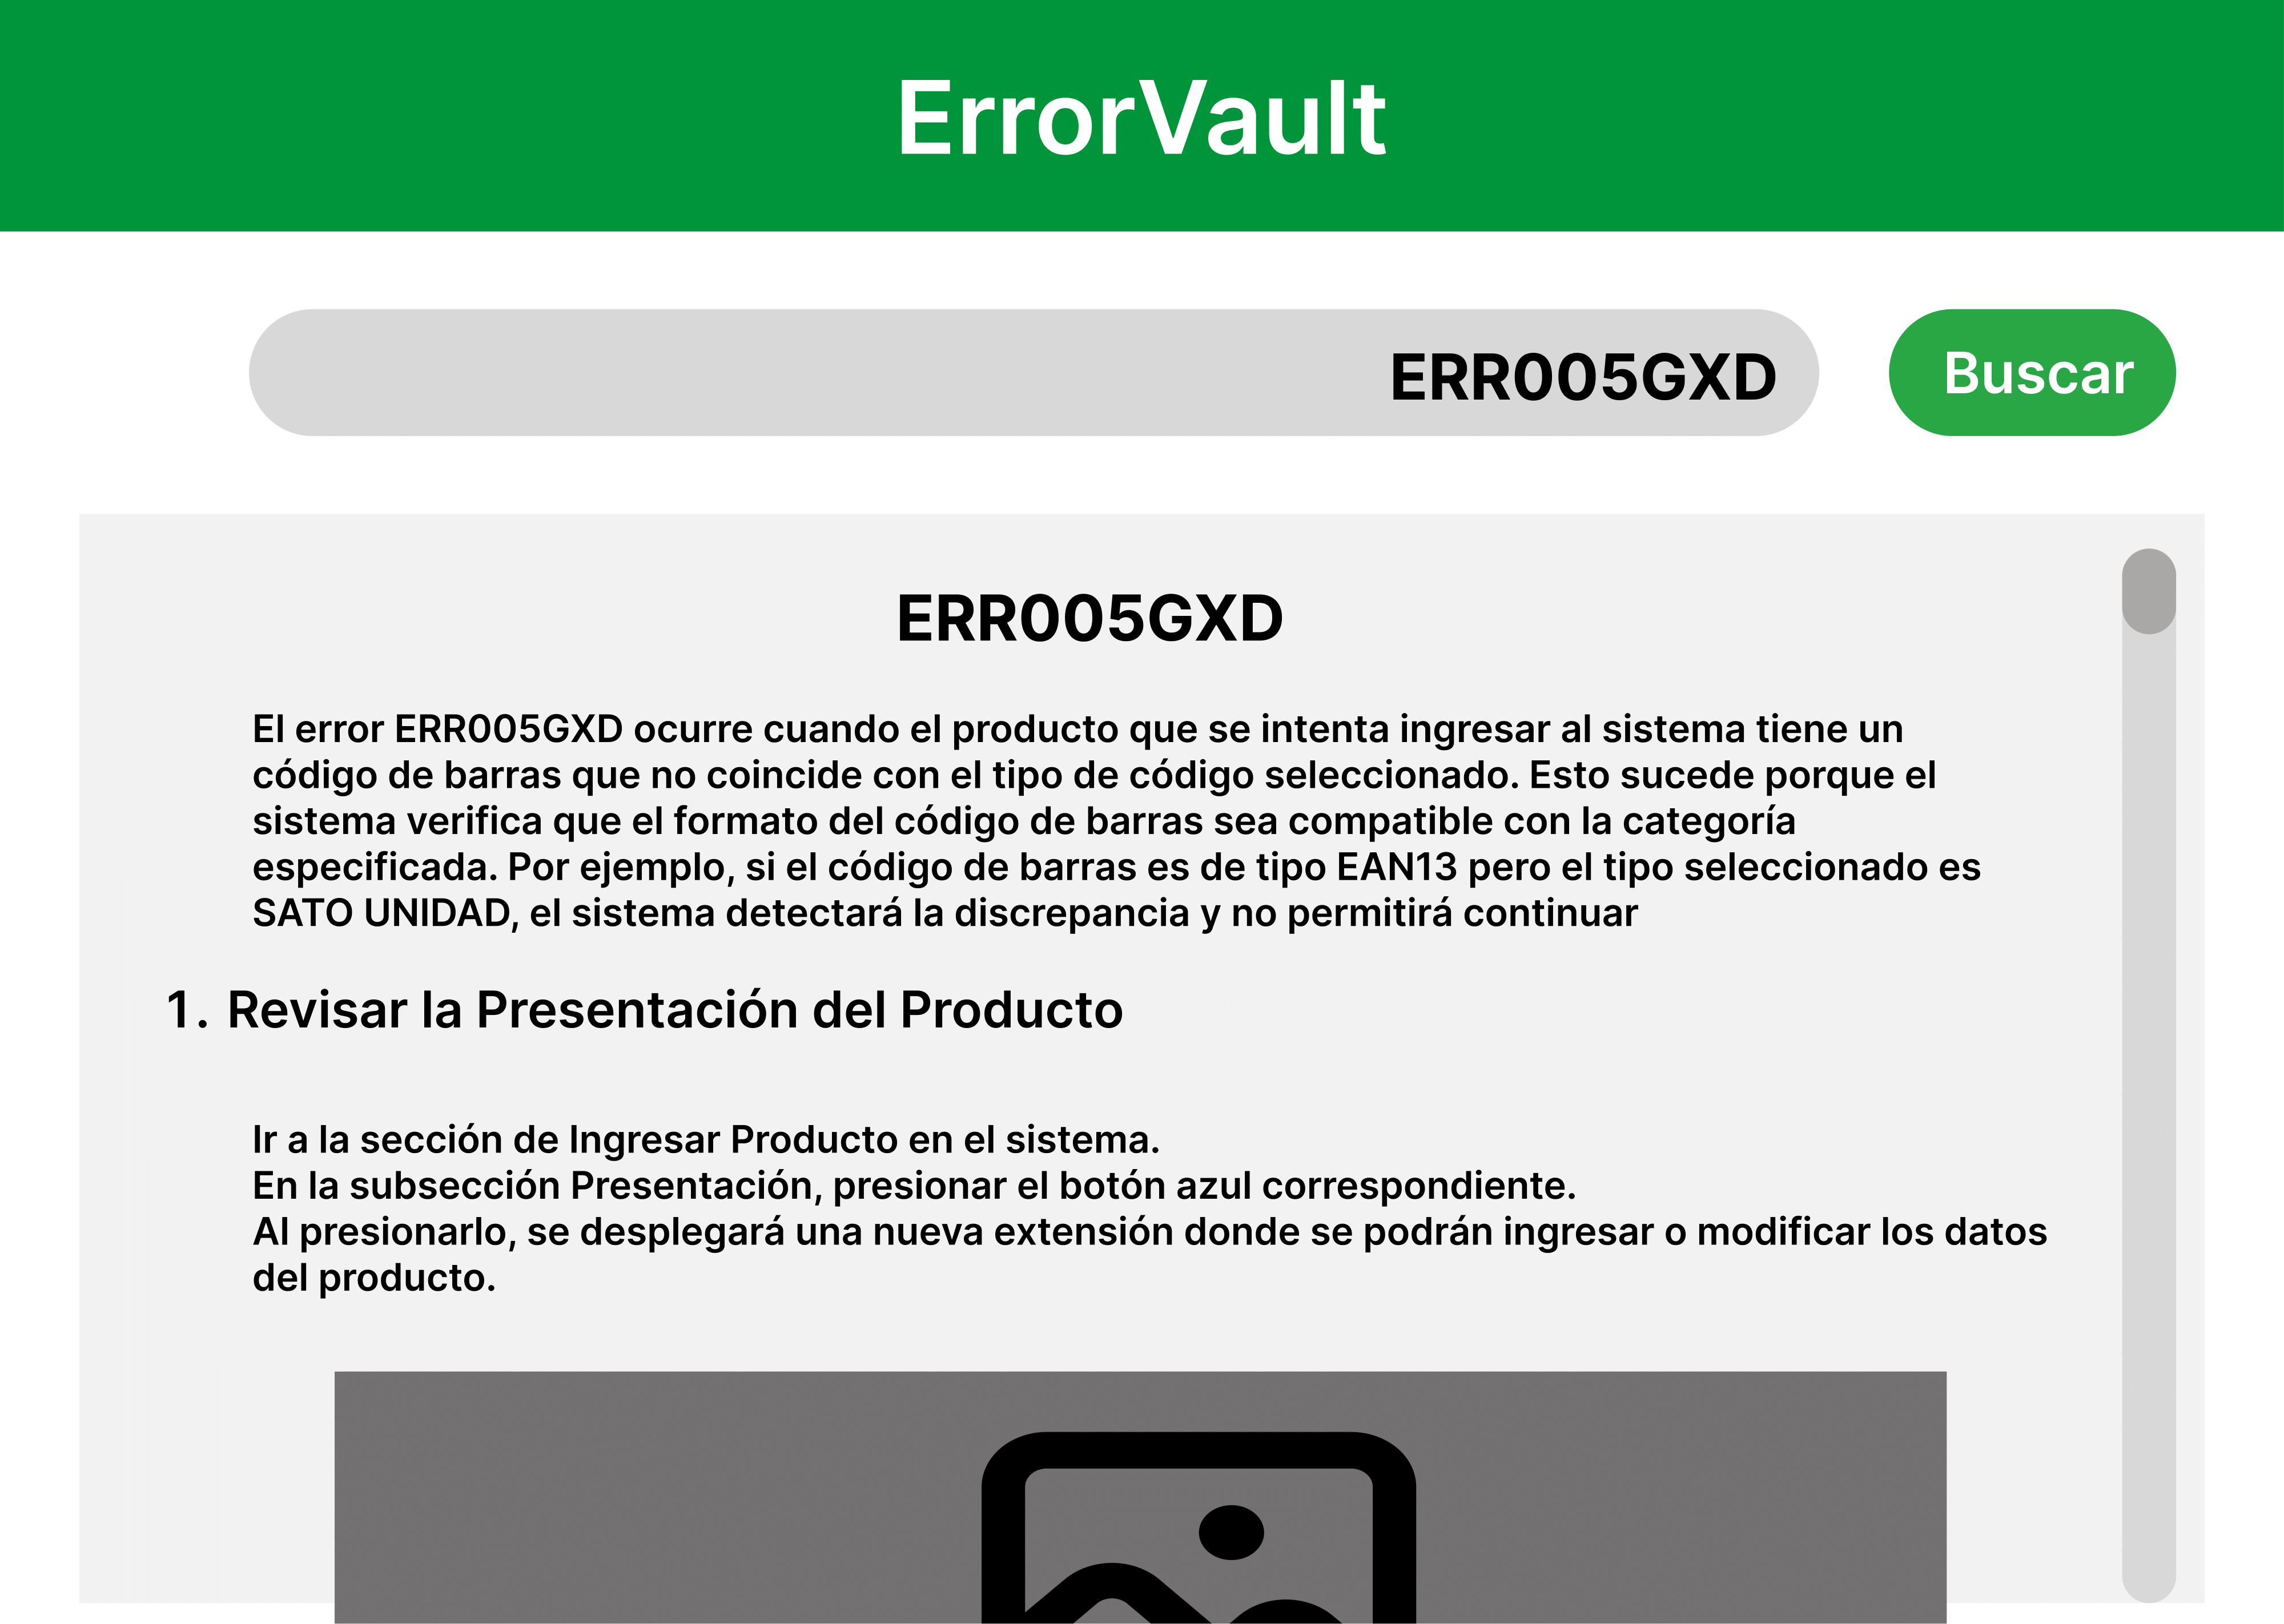 ErrorVault
ERR005GXD
Buscar
ERR005GXD
El error ERR005GXD ocurre cuando el producto que se intenta ingresar al sistema tiene un
código de barras que no coincide con el tipo de código seleccionado. Esto sucede porque el
sistema verifica que el formato del código de barras sea compatible con la categoría
especificada. Por ejemplo, si el código de barras es de tipo EAN13 pero el tipo seleccionado es
SATO UNIDAD, el sistema detectará la discrepancia y no permitirá continuar
1. Revisar la Presentación del Producto
Ir a la sección de Ingresar Producto en el sistema.
En la subsección Presentación, presionar el botón azul correspondiente.
Al presionarlo, se desplegará una nueva extensión donde se podrán ingresar o modificar los datos
del producto.